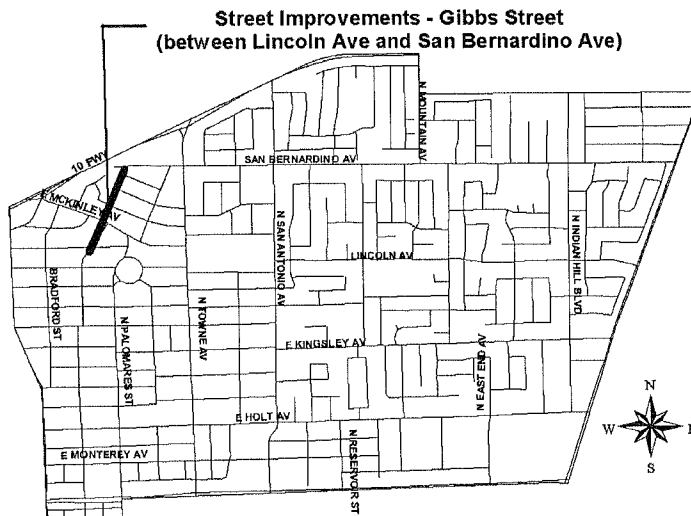 Street Improvements - Gibbs Street
(between Lincoln Ave and San Bernardino Ave)
N MOUNTAIN AV
10 FWY
SAN BERNARDINO AV
E MCKINLEY AV
N SAN ANTONIO AV
N INDIAN HILL BLVD
LINCOLN AV
BRADFORD ST
N PALOMARES ST
N TOWNE AV
E KINGSLEY AV
N EAST END AV
E HOLT AV
E MONTEREY AV
N RESERVOIR ST
N
W
E
S